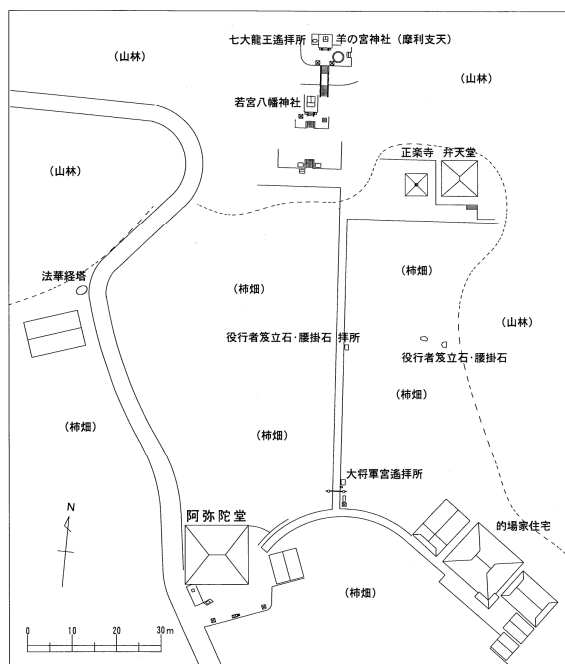 七大龍王遙拝所 羊の宮神社（摩利支天）
（山林）
（山林）
若宮八幡神社
正楽寺 弁天堂
（山林）
法華経塔
（柿畑）
（柿畑）
（山林）
役行者笈立石・腰掛石 拝所
役行者笈立石・腰掛石
（柿畑）
（柿畑）
（柿畑）
大将軍宮遙拝所
N
阿弥陀堂
的場家住宅
（柿畑）
0 10 20 30m